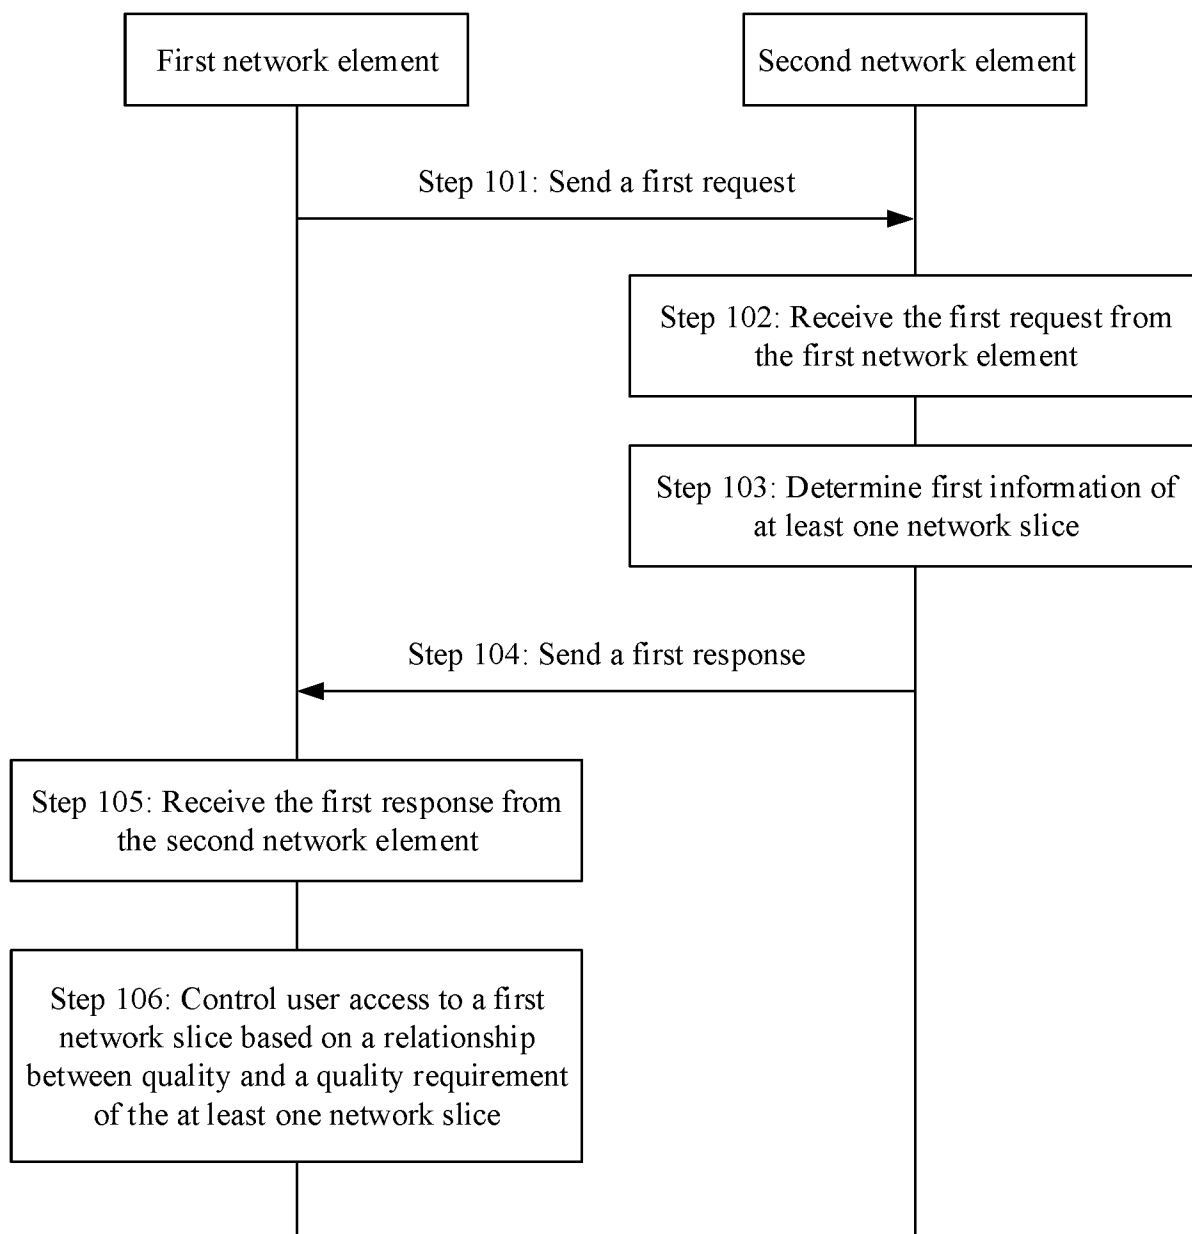 First network element
Second network element
Step 101: Send a first request
Step 102: Receive the first request from
the first network element
Step 103: Determine first information of
at least one network slice
Step 104: Send a first response
Step 105: Receive the first response from
the second network element
Step 106: Control user access to a first
network slice based on a relationship
between quality and a quality requirement
of the at least one network slice